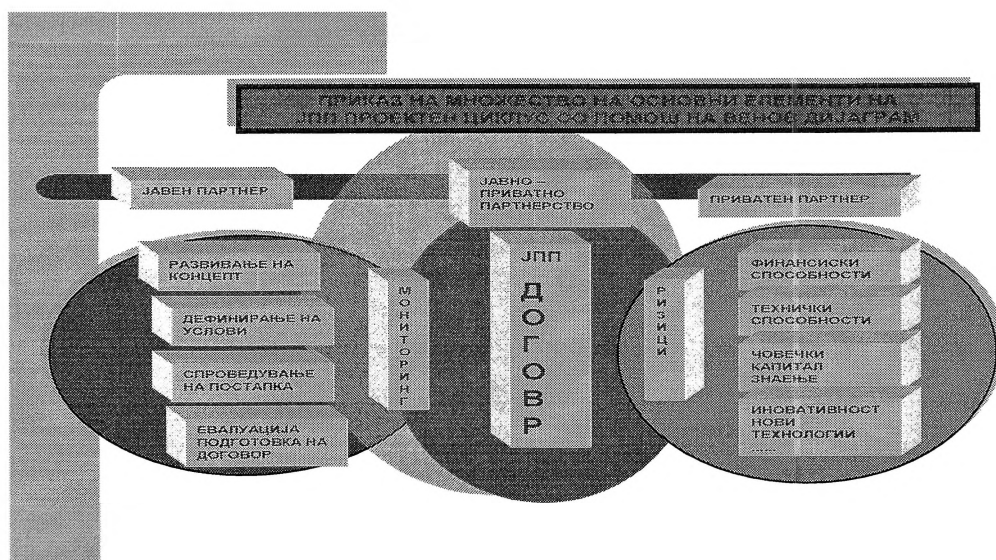 ПРИКАЗ НА МНОЖЕСТВО НА ОСНОВНИ ЕЛЕМЕНТИ НА
ЈПП ПРОЕКТЕН ЦИКЛУС СО ПОМОШ НА ВЕНОВ ДИЈАГРАМ
ЈАВЕН ПАРТНЕР
ЈАВНО –
ПРИВАТНО
ПАРТНЕРСТВО
ПРИВАТЕН ПАРТНЕР
РАЗВИВАЊЕ НА
КОНЦЕПТ
ДЕФИНИРАЊЕ НА
УСЛОВИ
СПРОВЕДУВАЊЕ
НА ПОСТАПКА
ЕВАЛУАЦИЈА
ПОДГОТОВКА НА
ДОГОВОР
МОНИТОРИНГ
ЈПП
ДОГОВР
РИЗИЦИ
ФИНАНСИСКИ
СПОСОБНОСТИ
ТЕХНИЧКИ
СПОСОБНОСТИ
ЧОВЕЧКИ
КАПИТАЛ
ЗНАЕЊЕ
ИНОВАТИВНОСТ
НОВИ
ТЕХНОЛОГИИ
.....